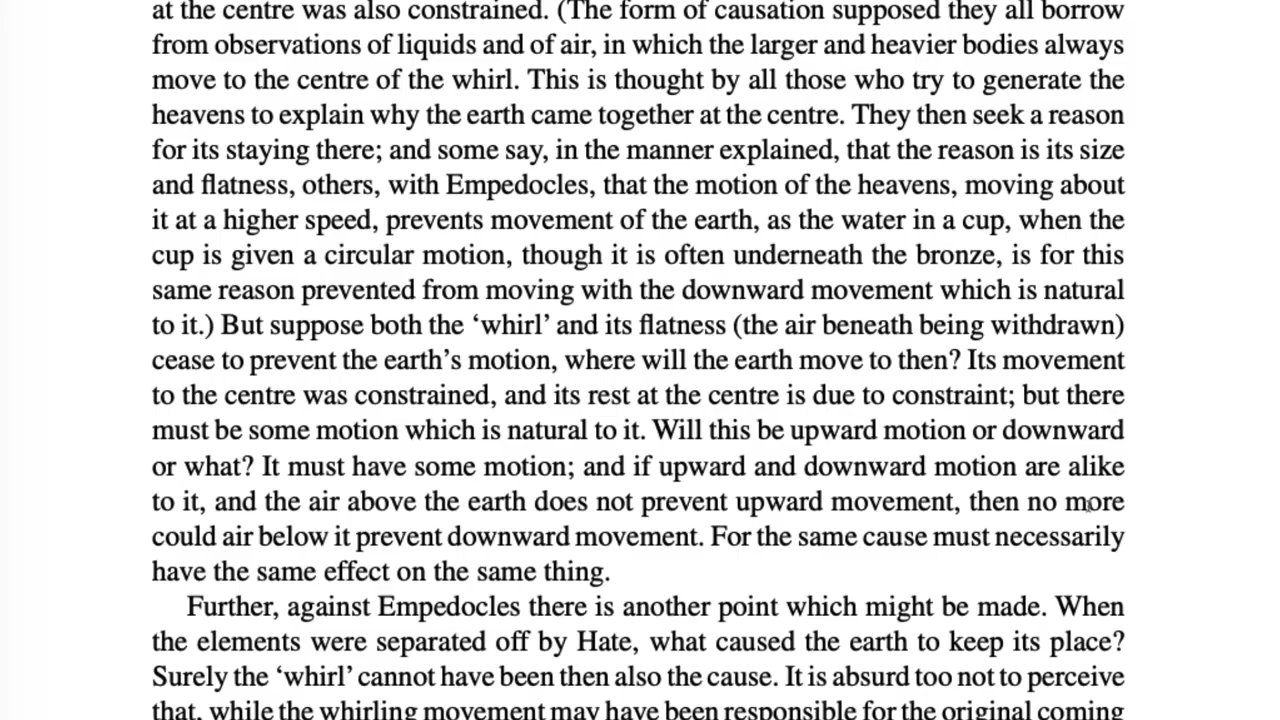 at the centre was also constrained. (The form of causation supposed they all borrow
from observations of liquids and of air, in which the larger and heavier bodies always
move to the centre of the whirl. This is thought by all those who try to generate the
heavens to explain why the earth came together at the centre. They then seek a reason
for its staying there; and some say, in the manner explained, that the reason is its size
and flatness, others, with Empedocles, that the motion of the heavens, moving about
it at a higher speed, prevents movement of the earth, as the water in a cup, when the
cup is given a circular motion, though it is often underneath the bronze, is for this
same reason prevented from moving with the downward movement which is natural
to it.) But suppose both the ‘whirl’ and its flatness (the air beneath being withdrawn)
cease to prevent the earth’s motion, where will the earth move to then? Its movement
to the centre was constrained, and its rest at the centre is due to constraint; but there
must be some motion which is natural to it. Will this be upward motion or downward
or what? It must have some motion; and if upward and downward motion are alike
to it, and the air above the earth does not prevent upward movement, then no more
could air below it prevent downward movement. For the same cause must necessarily
have the same effect on the same thing.
Further, against Empedocles there is another point which might be made. When
the elements were separated off by Hate, what caused the earth to keep its place?
Surely the ‘whirl’ cannot have been then also the cause. It is absurd too not to perceive
that, while the whirling movement may have been responsible for the original coming